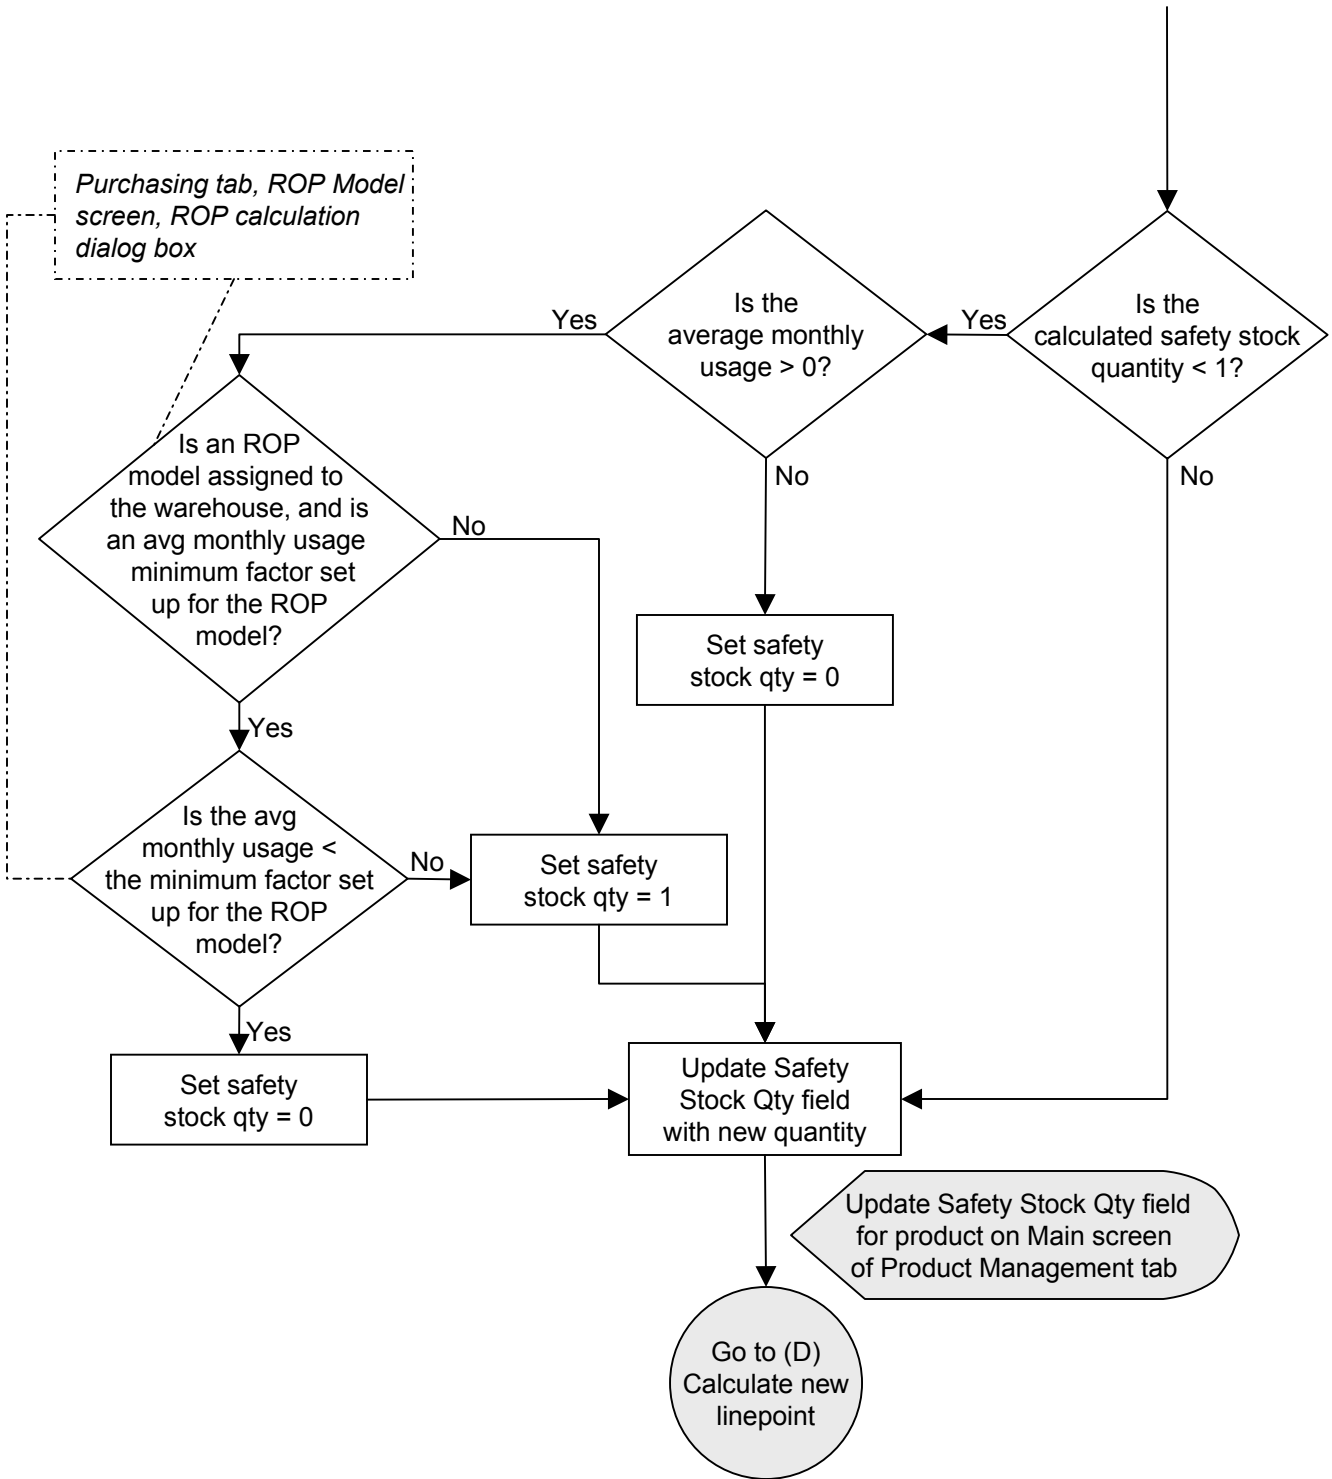 Purchasing tab, ROP Model
screen, ROP calculation
dialog box
Is the
calculated safety stock
quantity < 1?
Yes
No
Is the
average monthly
usage > 0?
Yes
No
Is an ROP
model assigned to
the warehouse, and is
an avg monthly usage
minimum factor set
up for the ROP
model?
No
Yes
Set safety
stock qty = 0
Is the avg
monthly usage <
the minimum factor set
up for the ROP
model?
No
Yes
Set safety
stock qty = 1
Set safety
stock qty = 0
Update Safety
Stock Qty field
with new quantity
Update Safety Stock Qty field
for product on Main screen
of Product Management tab
Go to (D)
Calculate new
linepoint